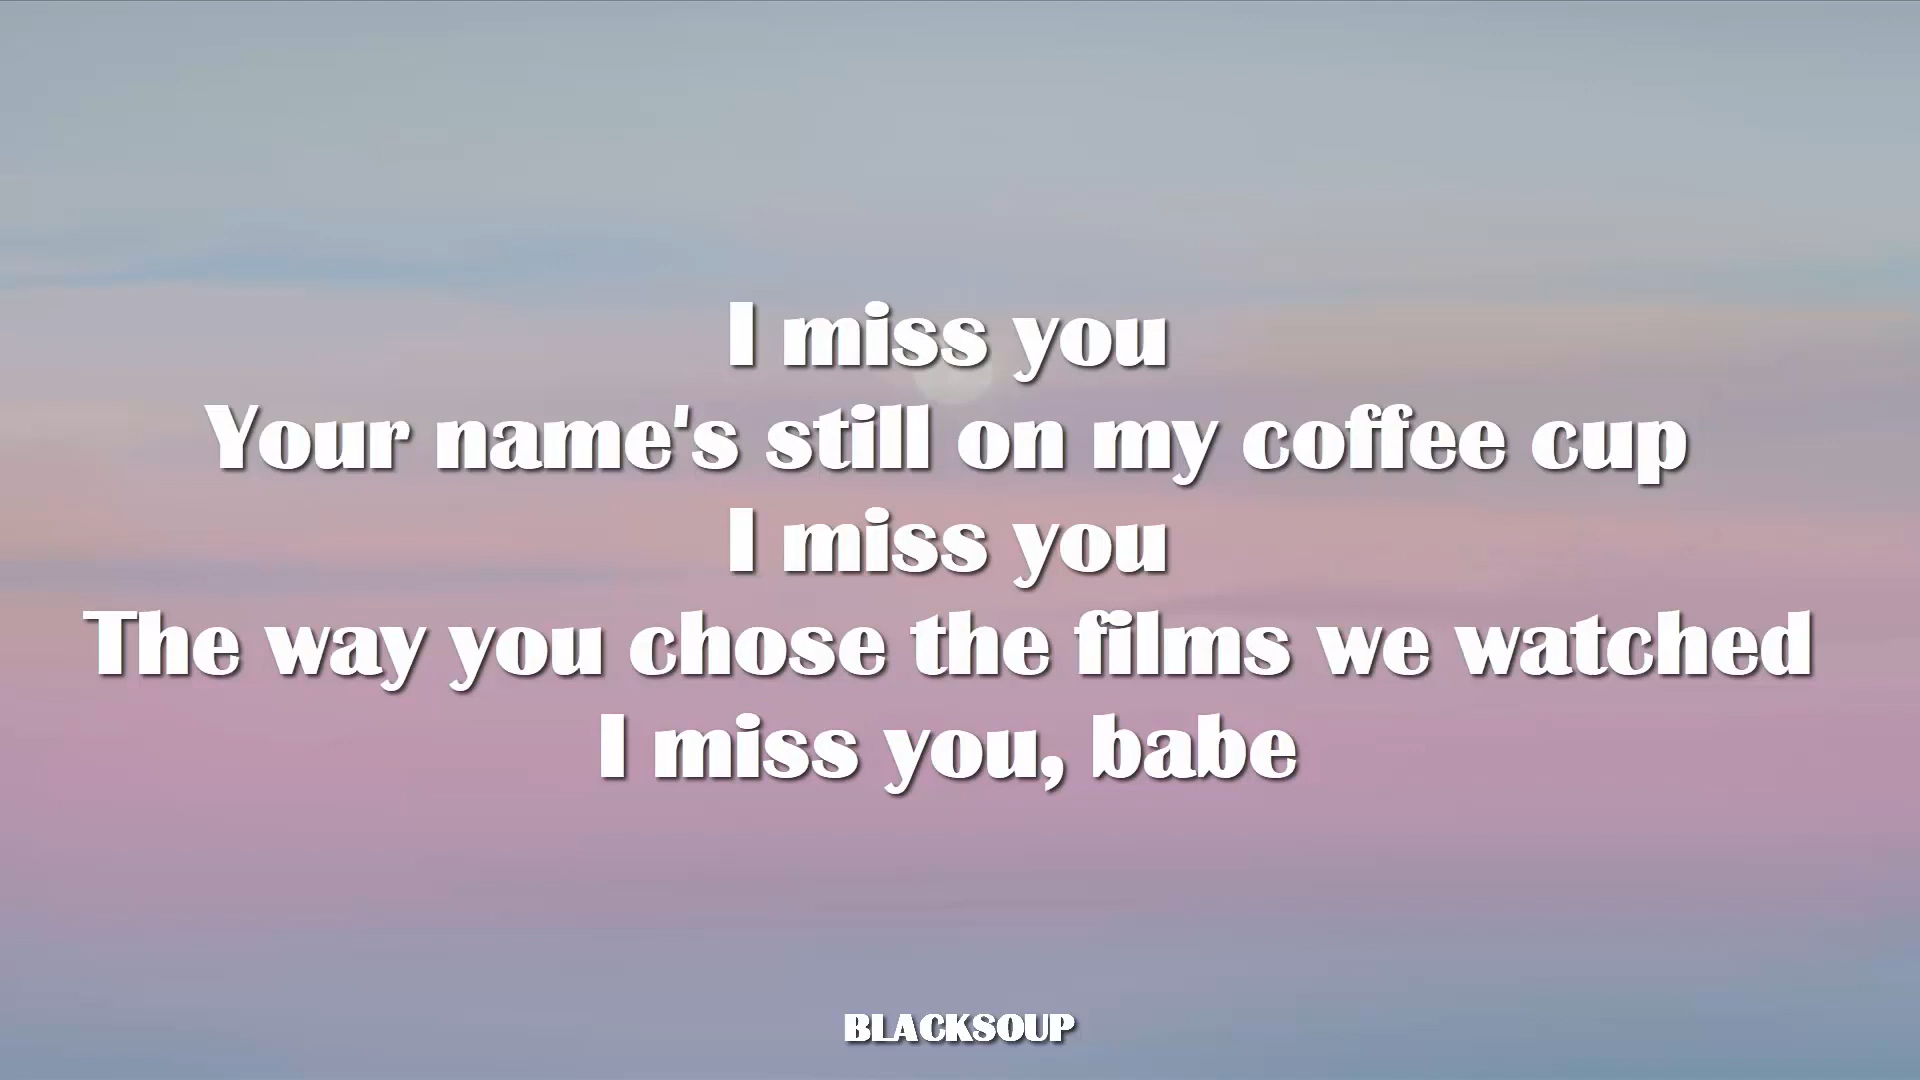 I miss you
Your name's still on my coffee cup
I miss you
The way you chose the films we watched
I miss you, babe
BLACKSOUP